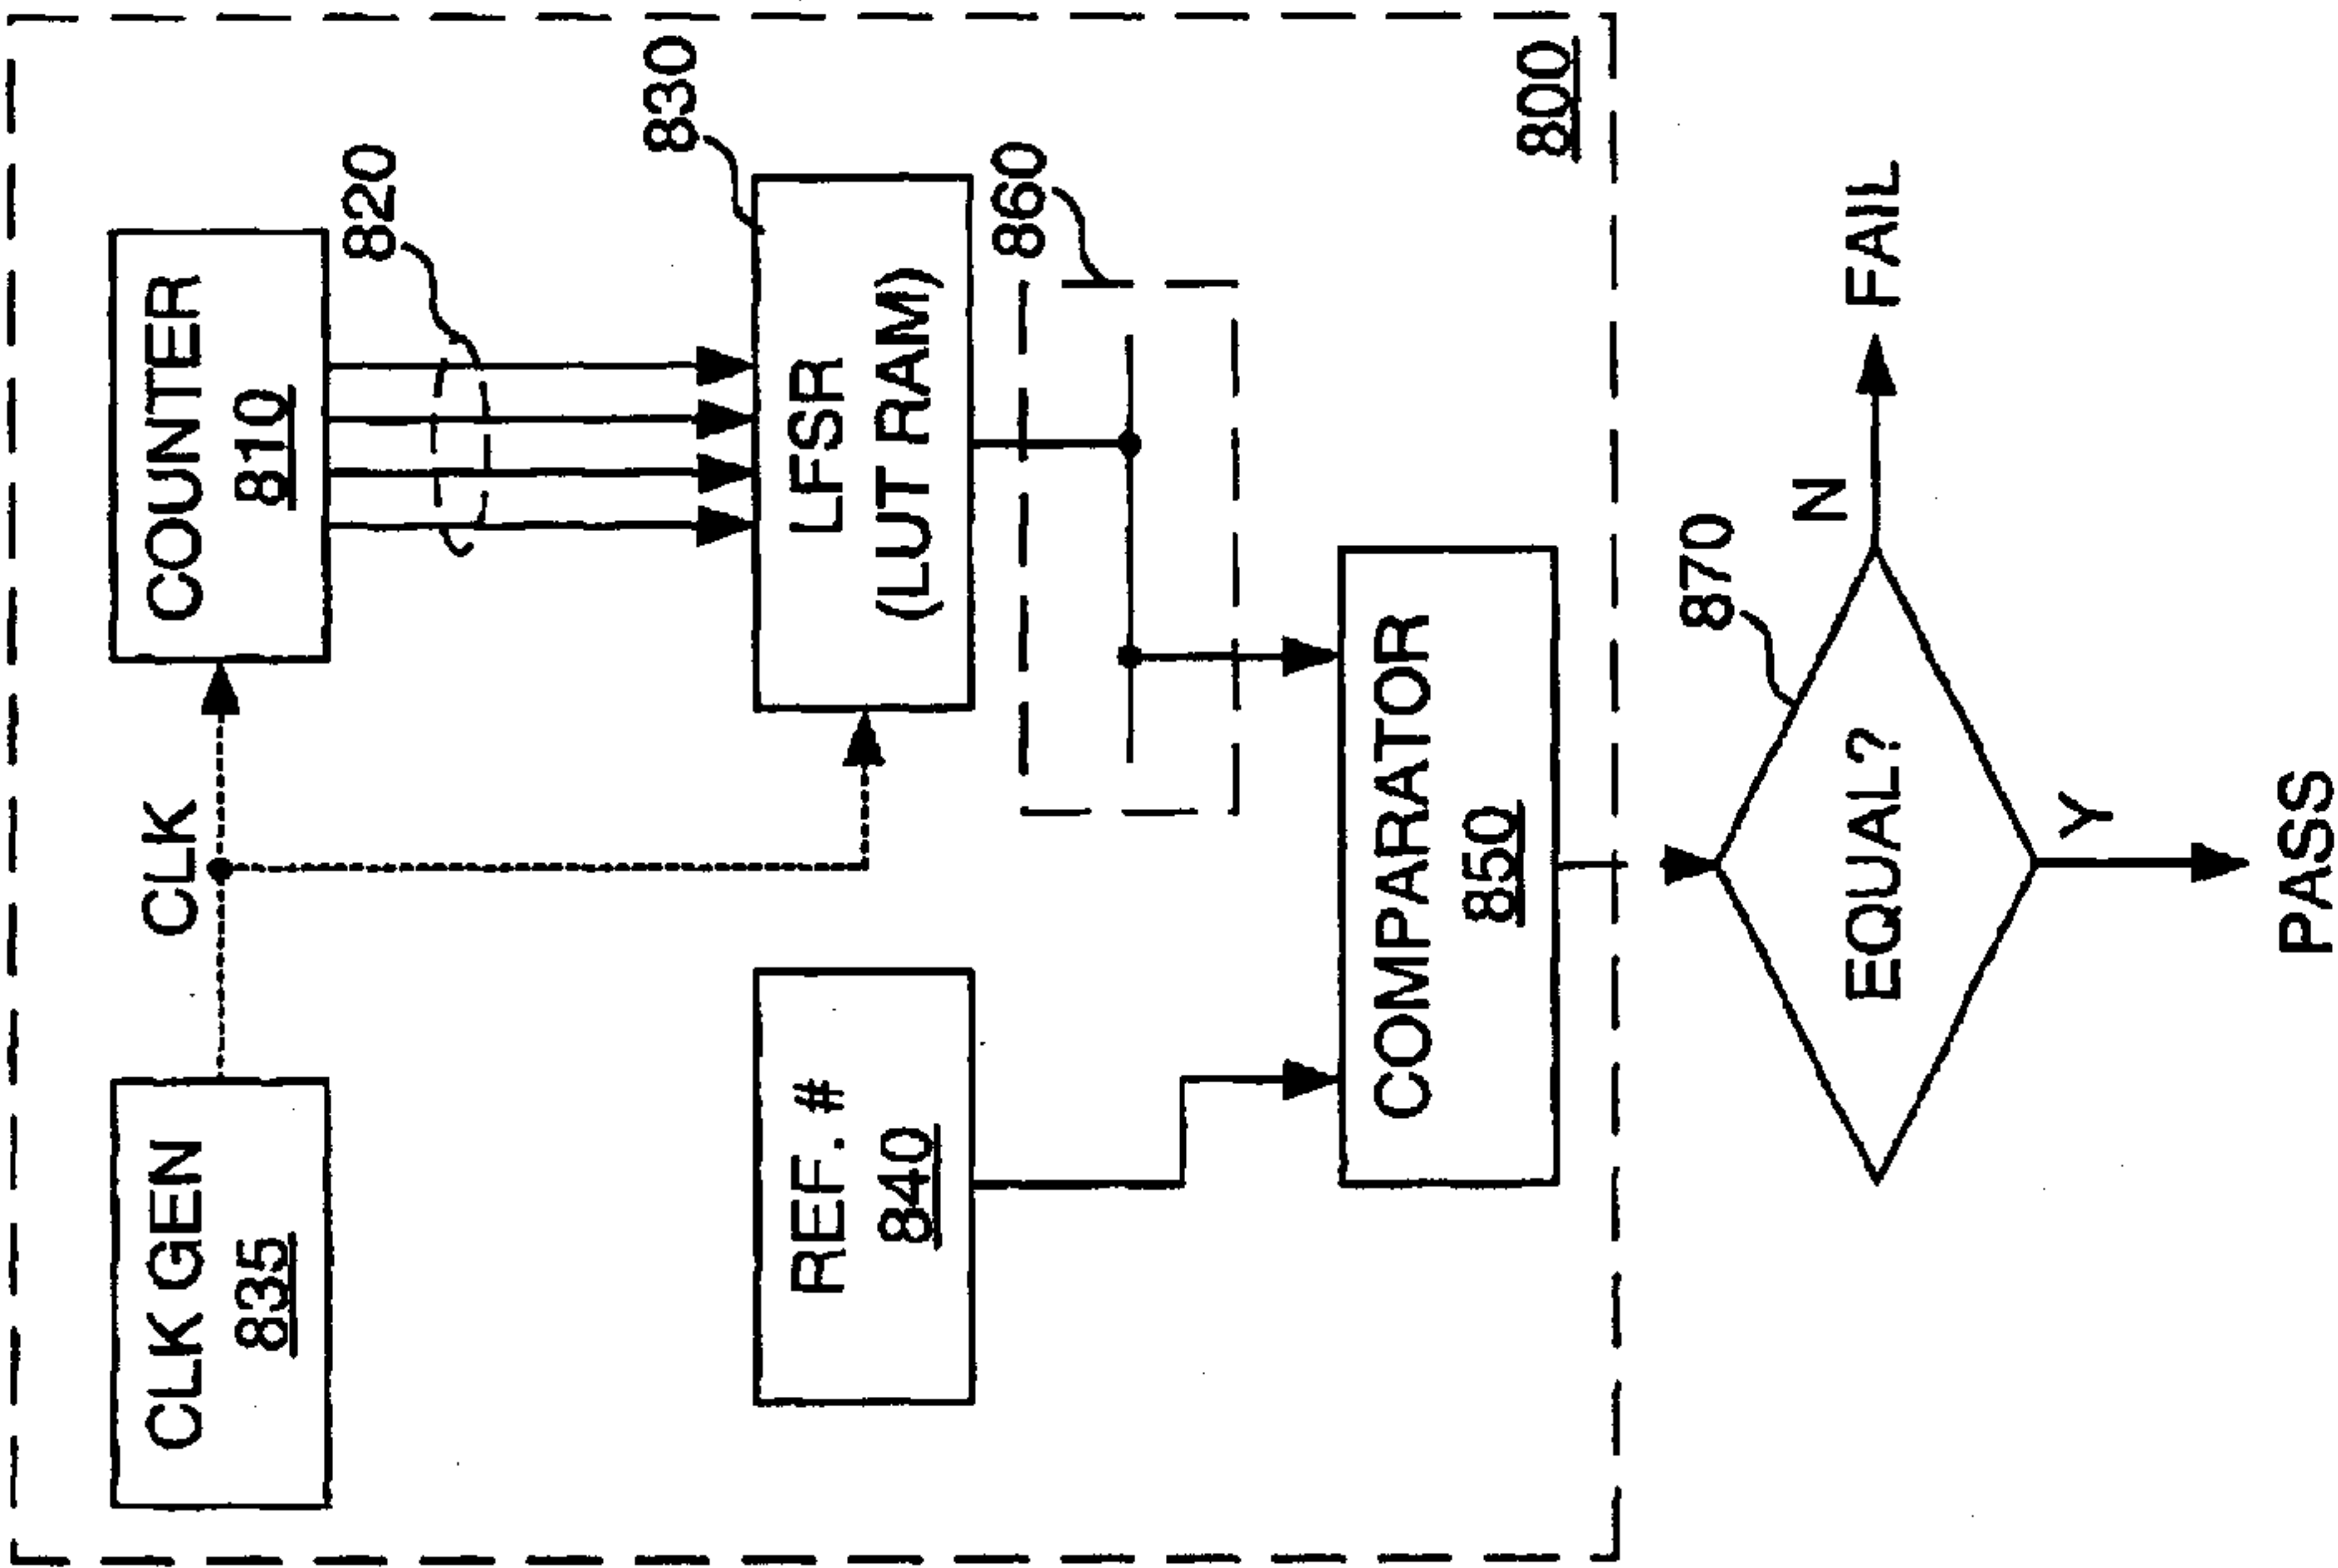 CLK GEN
835
CLK
COUNTER
810
820
830
REF. #
840
LFSR
(LUT RAM)
860
COMPARATOR
850
800
870
EQUAL?
N
FAIL
Y
PASS